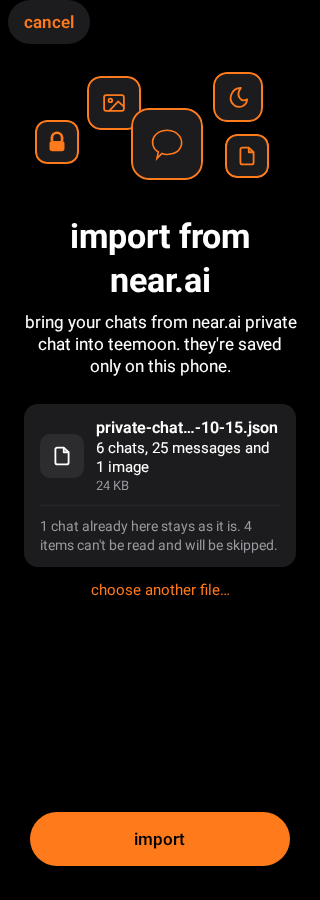 cancel
import from
near.ai
bring your chats from near.ai private
chat into teemoon. they're saved
only on this phone.
private-chat…-10-15.json
6 chats, 25 messages and
1 image
24 KB
1 chat already here stays as it is. 4
items can't be read and will be skipped.
choose another file…
import